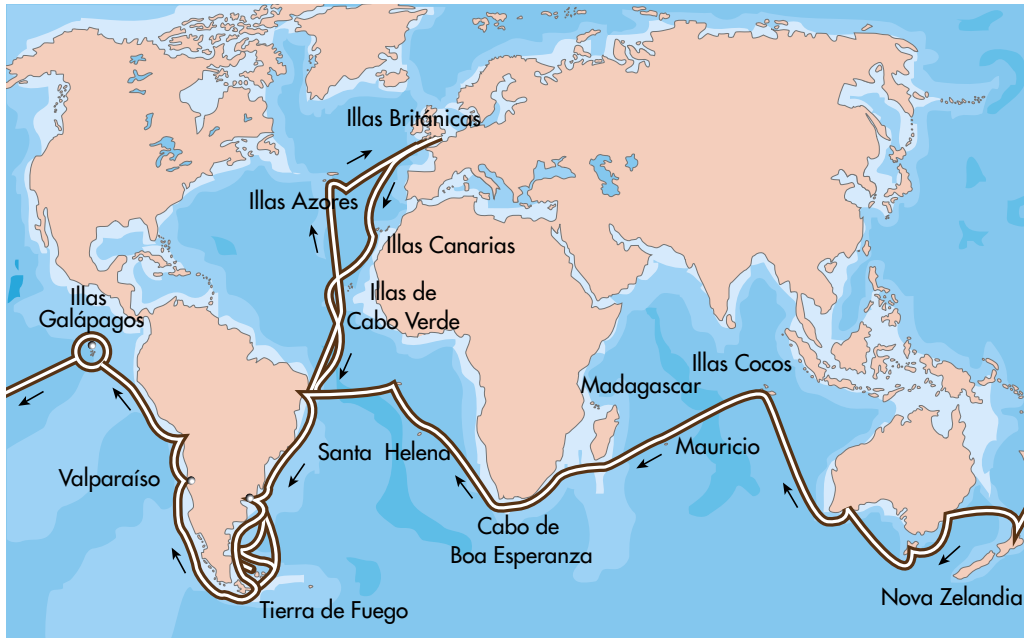 Illas Británicas
Illas Azores
Illas Canarias
Illas de
Cabo Verde
Illas
Galápagos
Illas Cocos
Madagascar
Mauricio
Santa Helena
Valparaíso
Cabo de
Boa Esperanza
Tierra de Fuego
Nova Zelandia